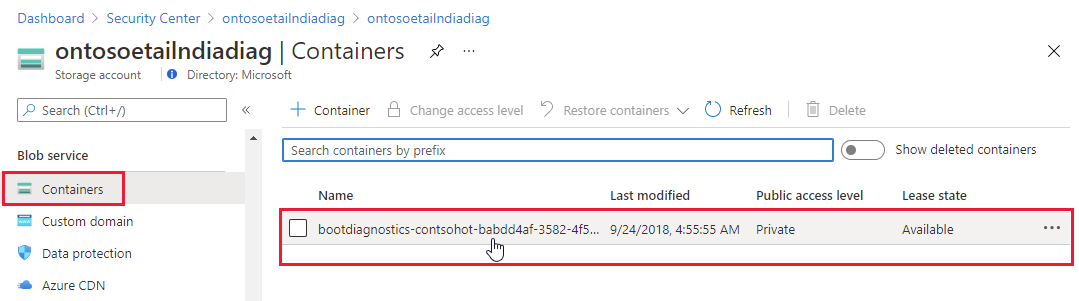 Dashboard > Security Center > ontosoetailndiadiag > ontosoetailndiadiag
ontosoetailndiadiag | Containers ...
Storage account | Directory: Microsoft
Search (Ctrl+/) «
+ Container Change access level Restore containers Refresh Delete
Search containers by prefix Show deleted containers
Blob service
Containers
Custom domain
Data protection
Azure CDN
Name Last modified Public access level Lease state
bootdiagnostics-contsohot-babdd4af-3582-4f5... 9/24/2018, 4:55:55 AM Private Available ...